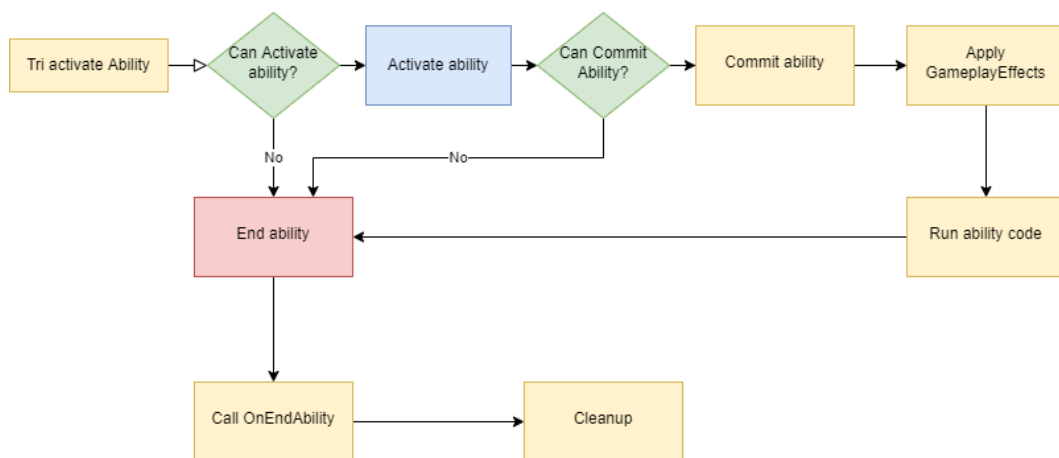 Tri activate Ability
Can Activate
ability?
Activate ability
Can Commit
Ability?
Commit ability
Apply
GameplayEffects
No
No
End ability
Run ability code
Call OnEndAbility
Cleanup